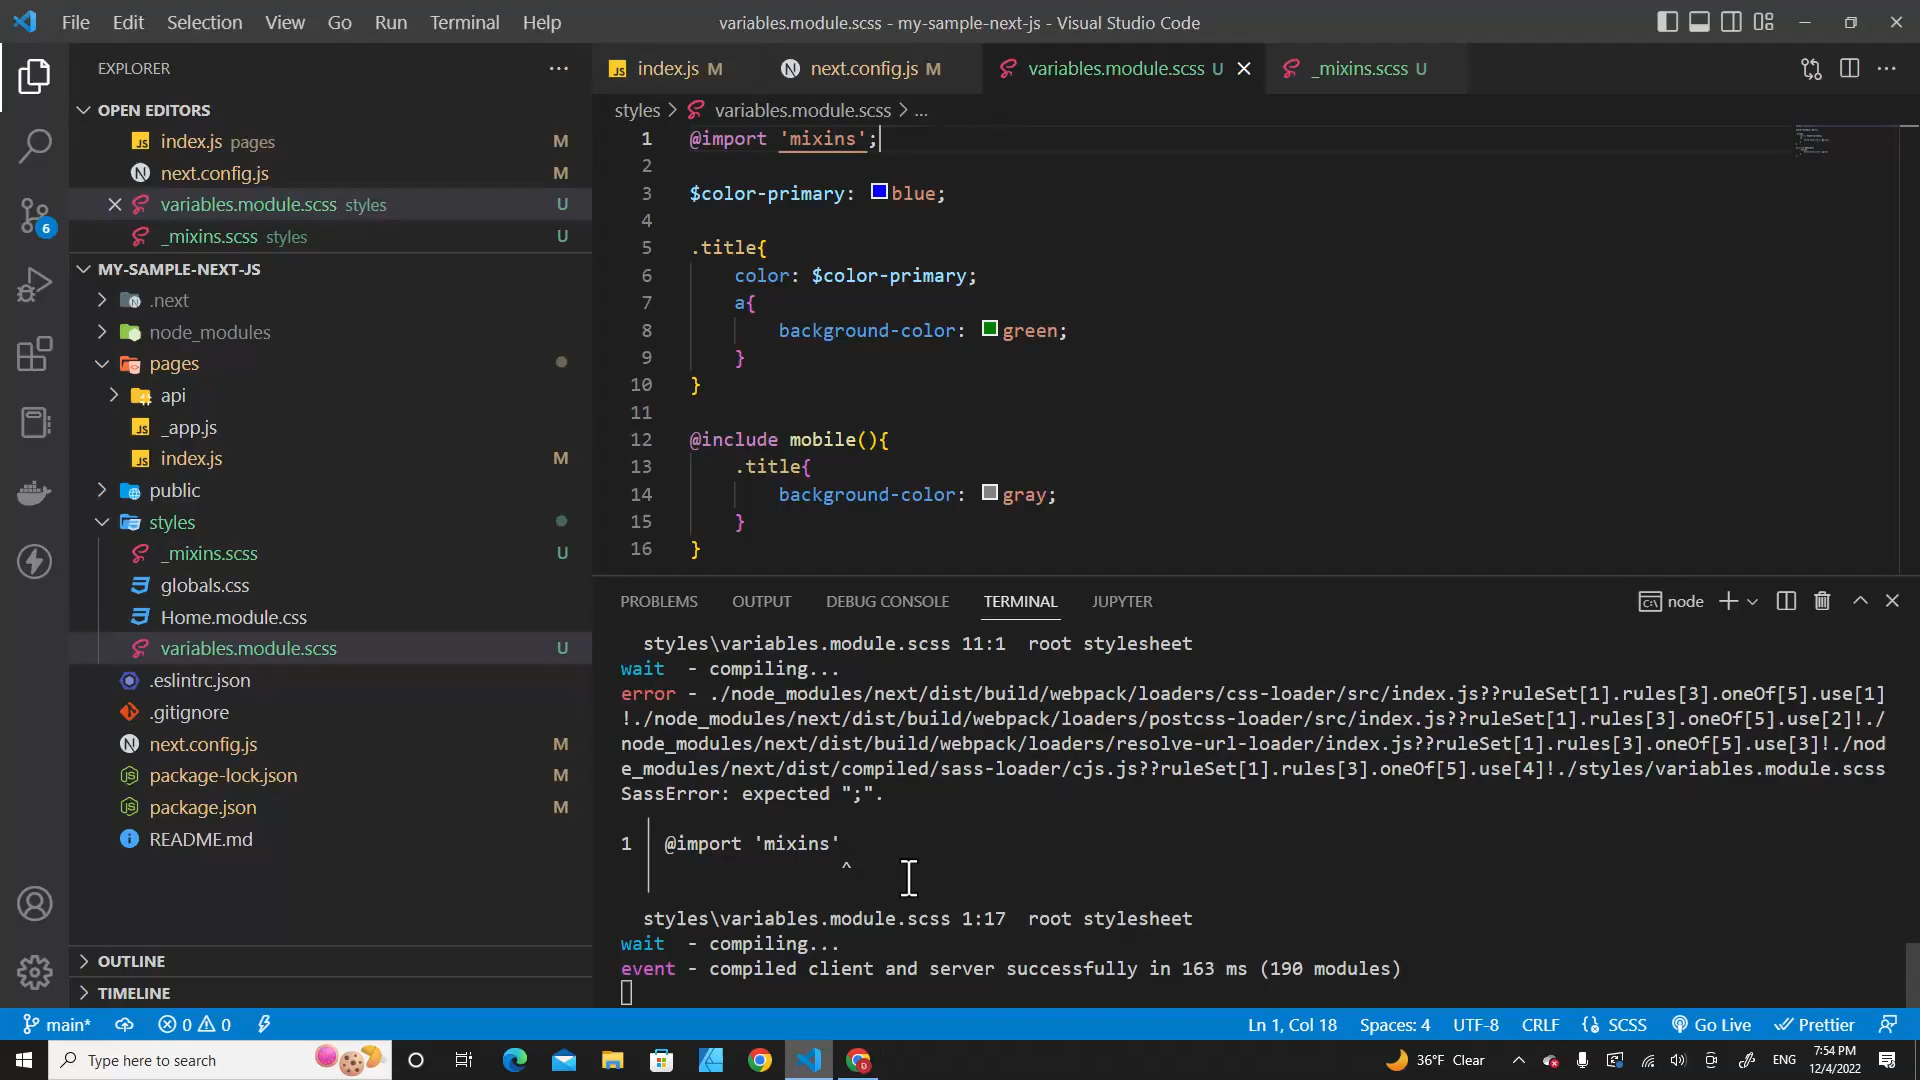 File Edit Selection View Go Run Terminal Help
variables.module.scss - my-sample-next-js - Visual Studio Code
EXPLORER
OPEN EDITORS
index.js pages M
next.config.js M
variables.module.scss styles U
_mixins.scss styles U
MY-SAMPLE-NEXT-JS
.next
node_modules
pages
api
_app.js
index.js M
public
styles
_mixins.scss U
globals.css
Home.module.css
variables.module.scss U
.eslintrc.json
.gitignore
next.config.js M
package-lock.json M
package.json M
README.md
OUTLINE
TIMELINE
6
index.js M next.config.js M variables.module.scss U _mixins.scss U
styles > variables.module.scss > ...
1 @import 'mixins';
2
3 $color-primary: blue;
4
5 .title{
6 color: $color-primary;
7 a{
8 background-color: green;
9 }
10 }
11
12 @include mobile(){
13 .title{
14 background-color: gray;
15 }
16 }
PROBLEMS OUTPUT DEBUG CONSOLE TERMINAL JUPYTER
node
styles\variables.module.scss 11:1 root stylesheet
wait - compiling...
error - ./node_modules/next/dist/build/webpack/loaders/css-loader/src/index.js??ruleSet[1].rules[3].oneOf[5].use[1]
!./node_modules/next/dist/build/webpack/loaders/postcss-loader/src/index.js??ruleSet[1].rules[3].oneOf[5].use[2]!./
node_modules/next/dist/build/webpack/loaders/resolve-url-loader/index.js??ruleSet[1].rules[3].oneOf[5].use[3]!./nod
e_modules/next/dist/compiled/sass-loader/cjs.js??ruleSet[1].rules[3].oneOf[5].use[4]!./styles/variables.module.scss
SassError: expected ";".
1 | @import 'mixins'
^
styles\variables.module.scss 1:17 root stylesheet
wait - compiling...
event - compiled client and server successfully in 163 ms (190 modules)
main* 0 0
Ln 1, Col 18 Spaces: 4 UTF-8 CRLF {} SCSS Go Live Prettier
Type here to search
36°F Clear
ENG
7:54 PM
12/4/2022